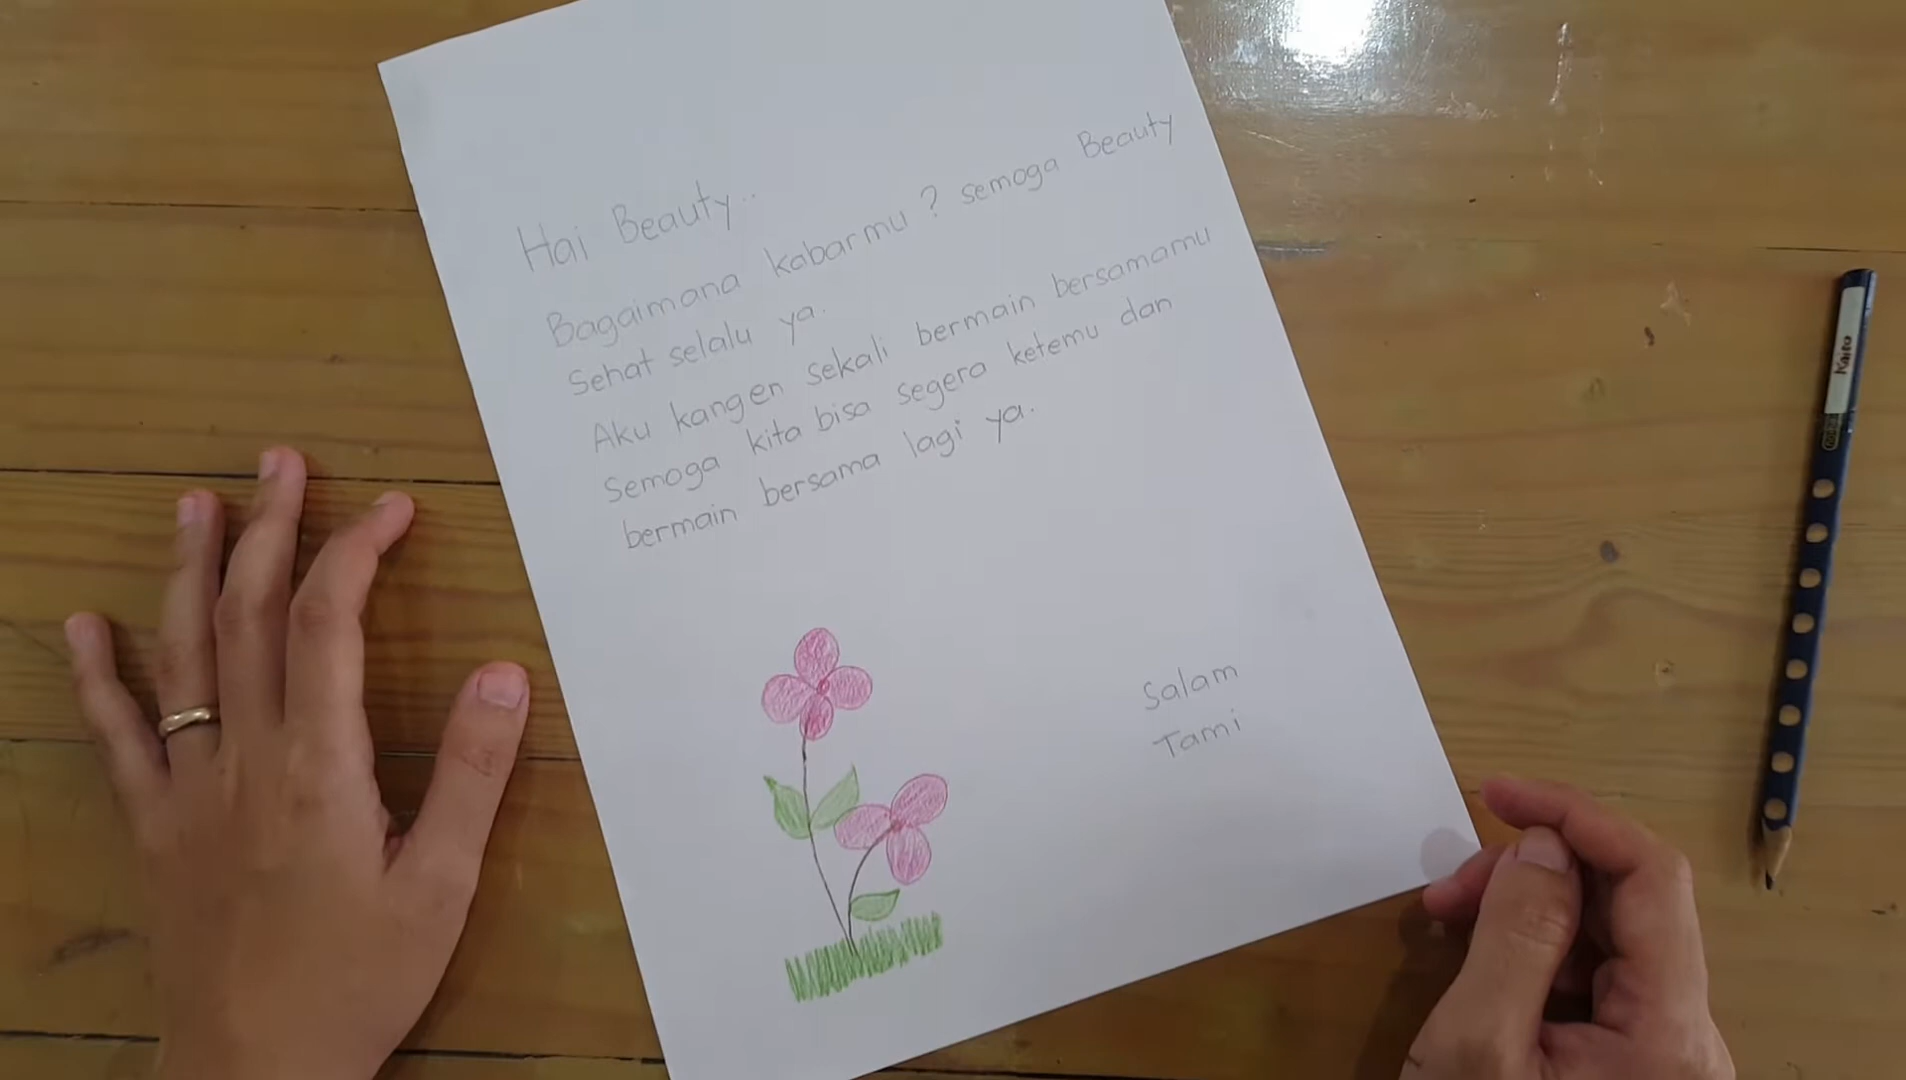 Hai Beauty..
Bagaimana kabarmu ? semoga Beauty
Sehat selalu ya.
Aku kangen sekali bermain bersamamu
Semoga kita bisa segera ketemu dan
bermain bersama lagi ya.
Salam
Tami
Kaito